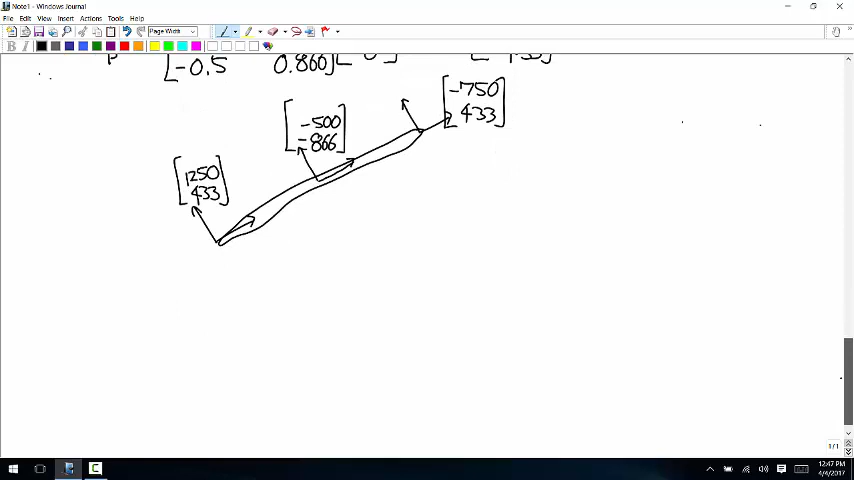 Note1 - Windows Journal
File Edit View Insert Actions Tools Help
Page Width
B I
[-0.5 0.866]
[-750
433]
[-500
-866]
[1250
433]
1/1
12:47 PM
4/4/2017